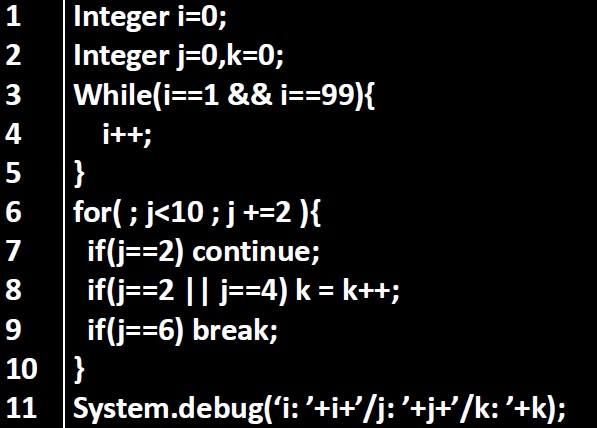 1 Integer i=0;
2 Integer j=0,k=0;
3 While(i==1 && i==99){
4 i++;
5 }
6 for( ; j<10 ; j +=2 ){
7 if(j==2) continue;
8 if(j==2 || j==4) k = k++;
9 if(j==6) break;
10 }
11 System.debug(‘i: ’+i+’/j: ’+j+’/k: ’+k);